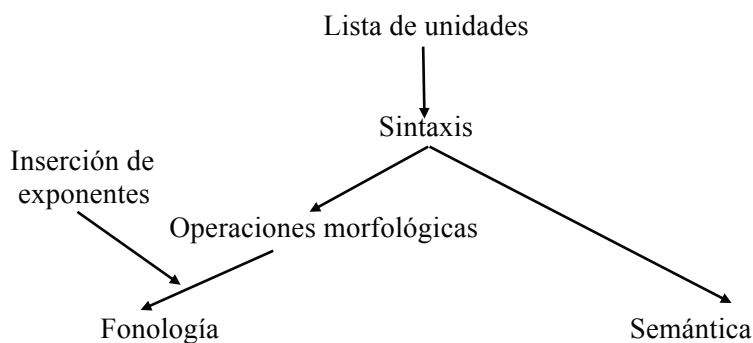 Lista de unidades
Sintaxis
Inserción de
exponentes
Operaciones morfológicas
Fonología
Semántica